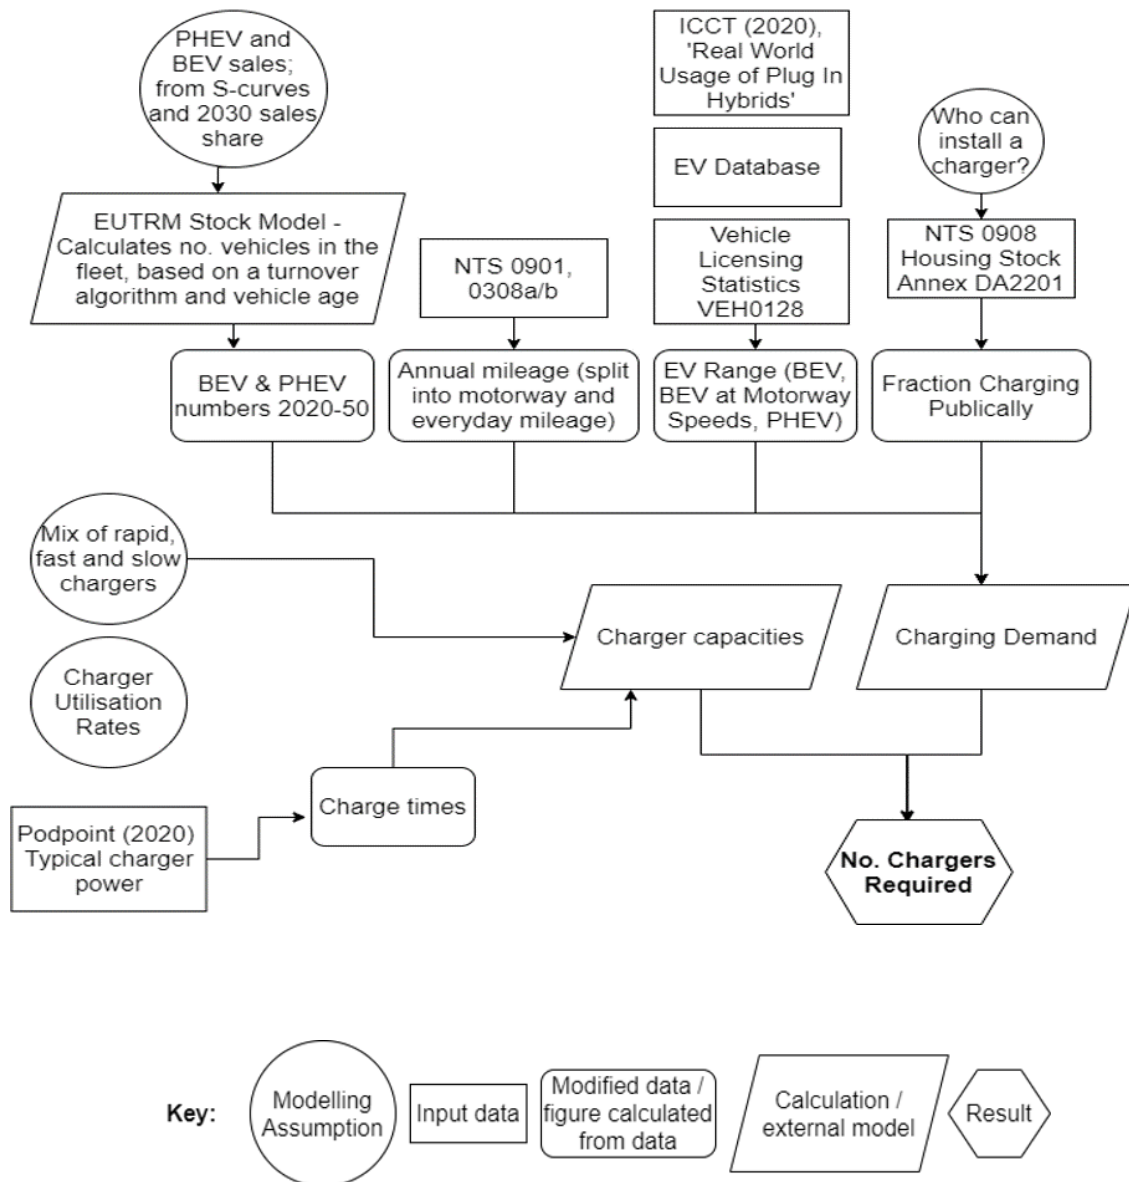 PHEV and
BEV sales;
from S-curves
and 2030 sales
share
ICCT (2020),
'Real World
Usage of Plug In
Hybrids'
Who can
install a
charger?
EV Database
EUTRM Stock Model -
Calculates no. vehicles in the
fleet, based on a turnover
algorithm and vehicle age
NTS 0901,
0308a/b
Vehicle
Licensing
Statistics
VEH0128
NTS 0908
Housing Stock
Annex DA2201
BEV & PHEV
numbers 2020-50
Annual mileage (split
into motorway and
everyday mileage)
EV Range (BEV,
BEV at Motorway
Speeds, PHEV)
Fraction Charging
Publically
Mix of rapid,
fast and slow
chargers
Charger capacities
Charging Demand
Charger
Utilisation
Rates
Charge times
Podpoint (2020)
Typical charger
power
No. Chargers
Required
Key:
Modelling
Assumption
Input data
Modified data /
figure calculated
from data
Calculation /
external model
Result